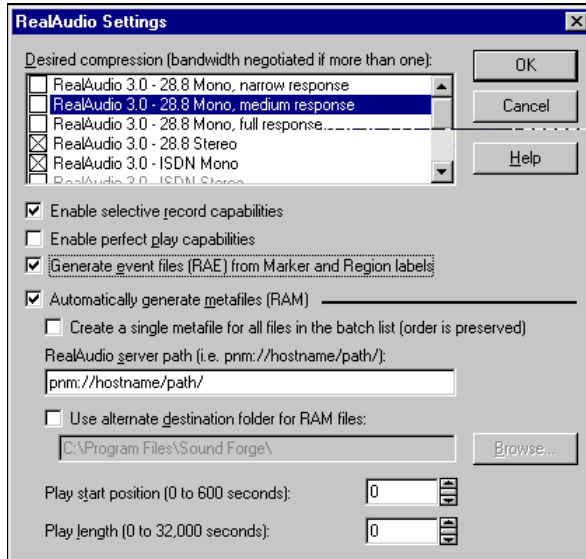 RealAudio Settings
Desired compression (bandwidth negotiated if more than one):
OK
RealAudio 3.0 - 28.8 Mono, narrow response
RealAudio 3.0 - 28.8 Mono, medium response
Cancel
RealAudio 3.0 - 28.8 Mono, full response
RealAudio 3.0 - 28.8 Stereo
RealAudio 3.0 - ISDN Mono
Help
RealAudio 3.0 - ISDN Stereo
Enable selective record capabilities
Enable perfect play capabilities
Generate event files (RAE) from Marker and Region labels
Automatically generate metafiles (RAM)
Create a single metafile for all files in the batch list (order is preserved)
RealAudio server path (i.e. pnm://hostname/path/):
pnm://hostname/path/
Use alternate destination folder for RAM files:
C:\Program Files\Sound Forge\
Browse...
Play start position (0 to 600 seconds):
0
Play length (0 to 32,000 seconds):
0